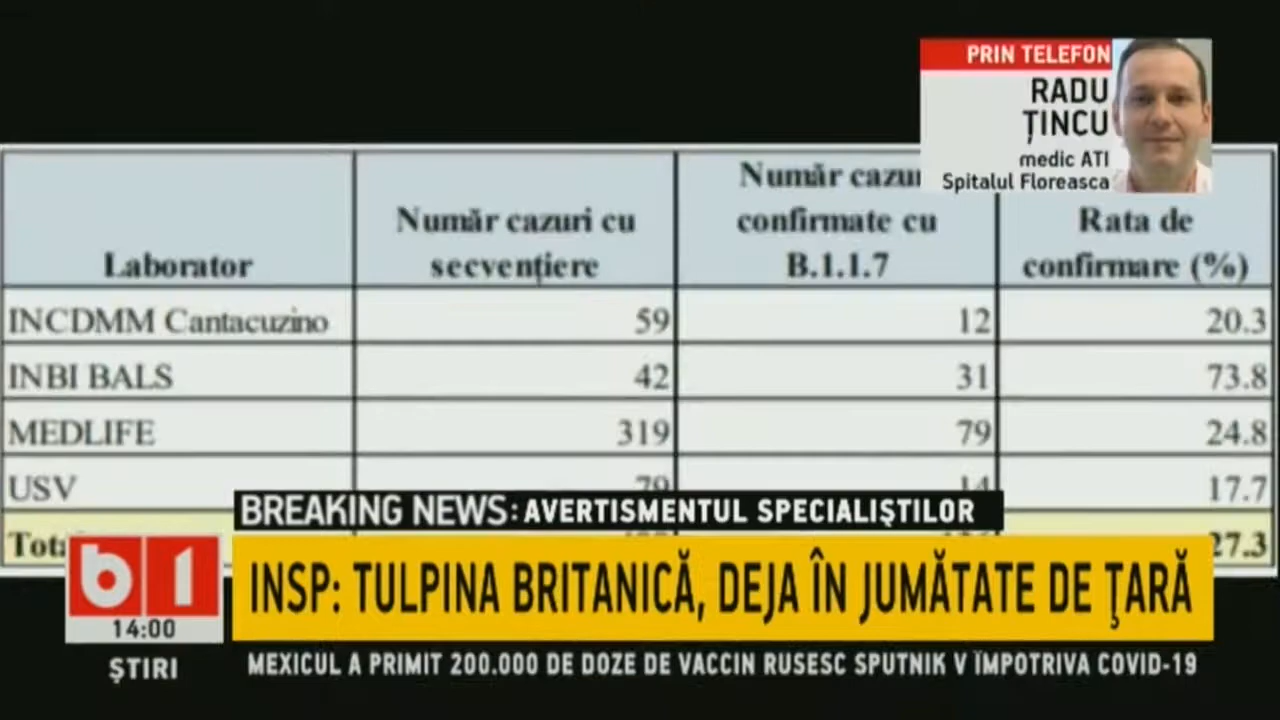 PRIN TELEFON
RADU
ȚINCU
medic ATI
Spitalul Floreasca
Laborator
Număr cazuri cu
secvențiere
Număr
confirmate cu
B.1.1.7
Rata de
confirmare (%)
INCDMM Cantacuzino 59 12 20.3
INBI BALS 42 31 73.8
MEDLIFE 319 79 24.8
USV 79 14 17.7
27.3
BREAKING NEWS: AVERTISMENTUL SPECIALIŞTILOR
b1
14:00
INSP: TULPINA BRITANICĂ, DEJA ÎN JUMĂTATE DE ŢARĂ
ŞTIRI
MEXICUL A PRIMIT 200.000 DE DOZE DE VACCIN RUSESC SPUTNIK V ÎMPOTRIVA COVID-19